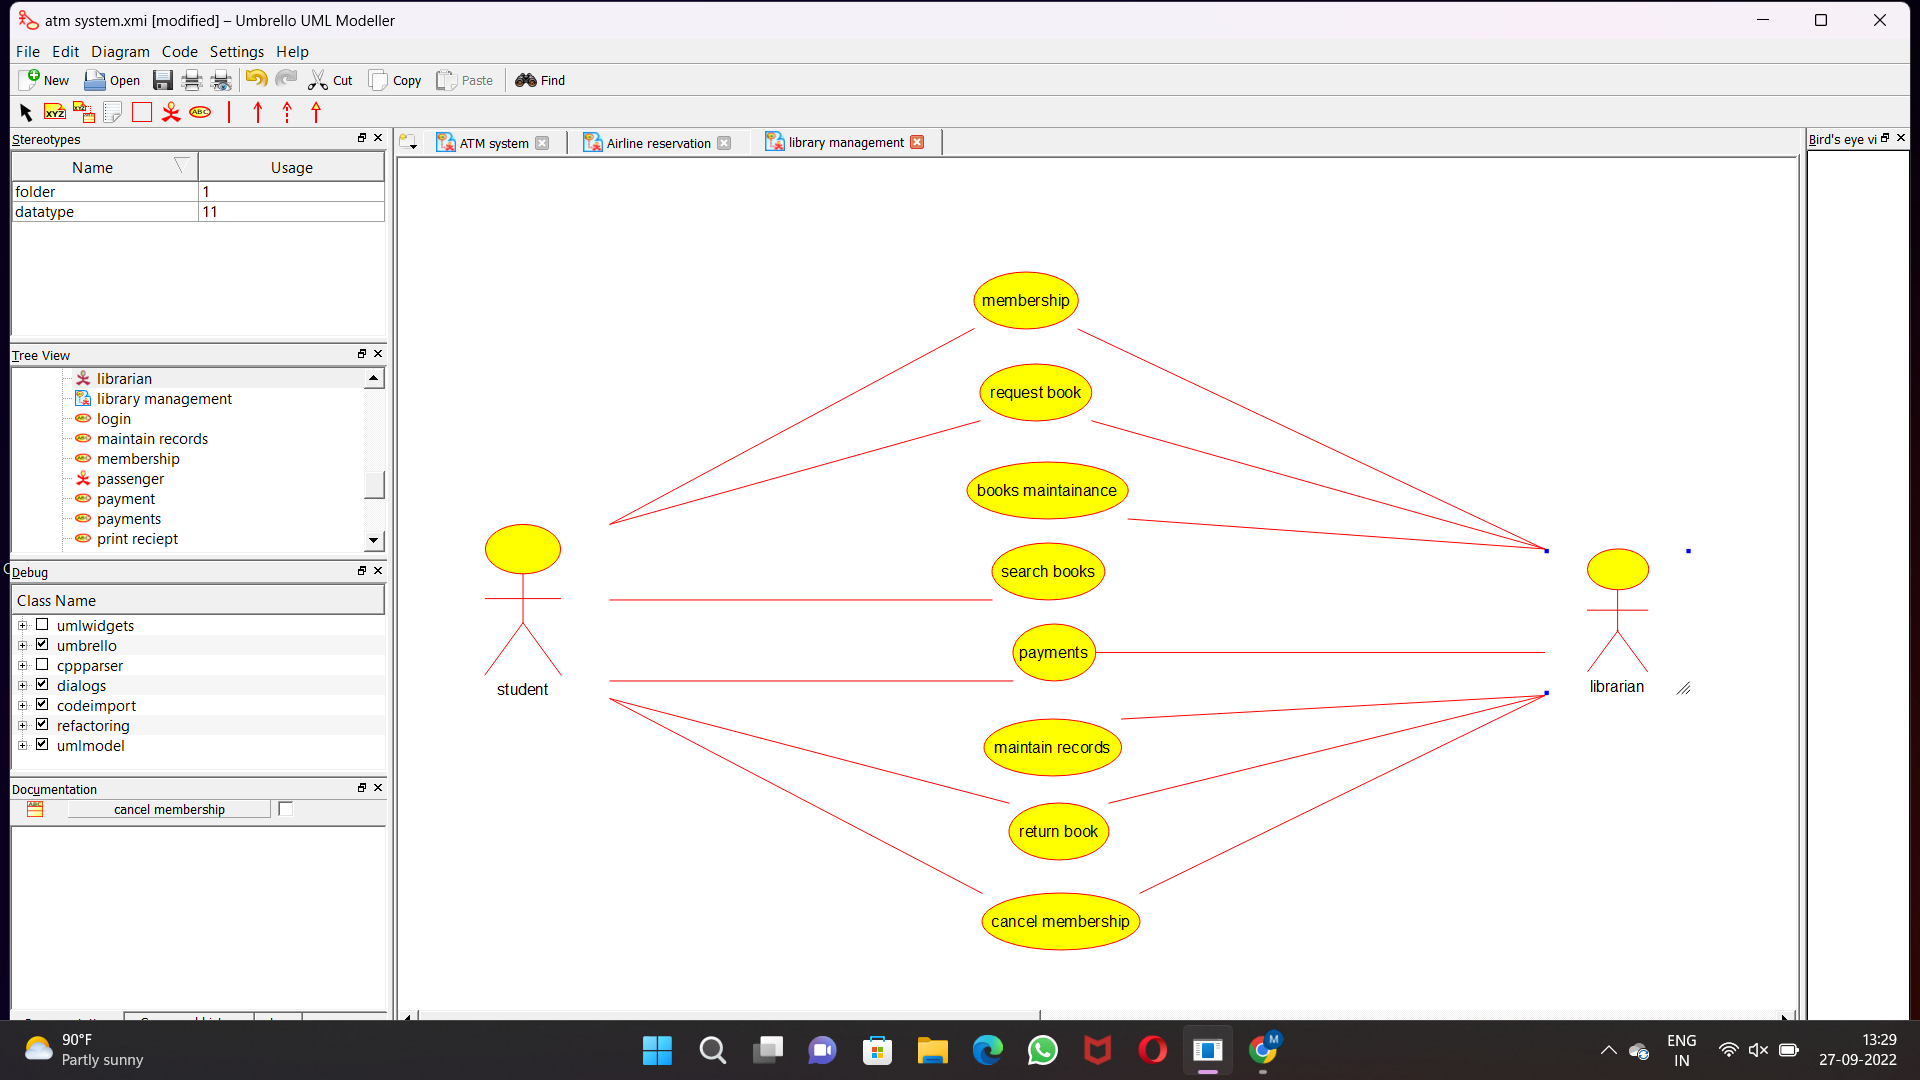 atm system.xmi [modified] – Umbrello UML Modeller
File Edit Diagram Code Settings Help
New Open Cut Copy Paste Find
XYZ XYZ ABC
Stereotypes
Name Usage
folder 1
datatype 11
Tree View
librarian
library management
login
maintain records
membership
passenger
payment
payments
print reciept
Debug
Class Name
umlwidgets
umbrello
cppparser
dialogs
codeimport
refactoring
umlmodel
Documentation
cancel membership
ATM system Airline reservation library management
membership
request book
books maintainance
search books
payments
maintain records
return book
cancel membership
student
librarian
Bird's eye vi
90°F
Partly sunny
M
ENG
IN
13:29
27-09-2022